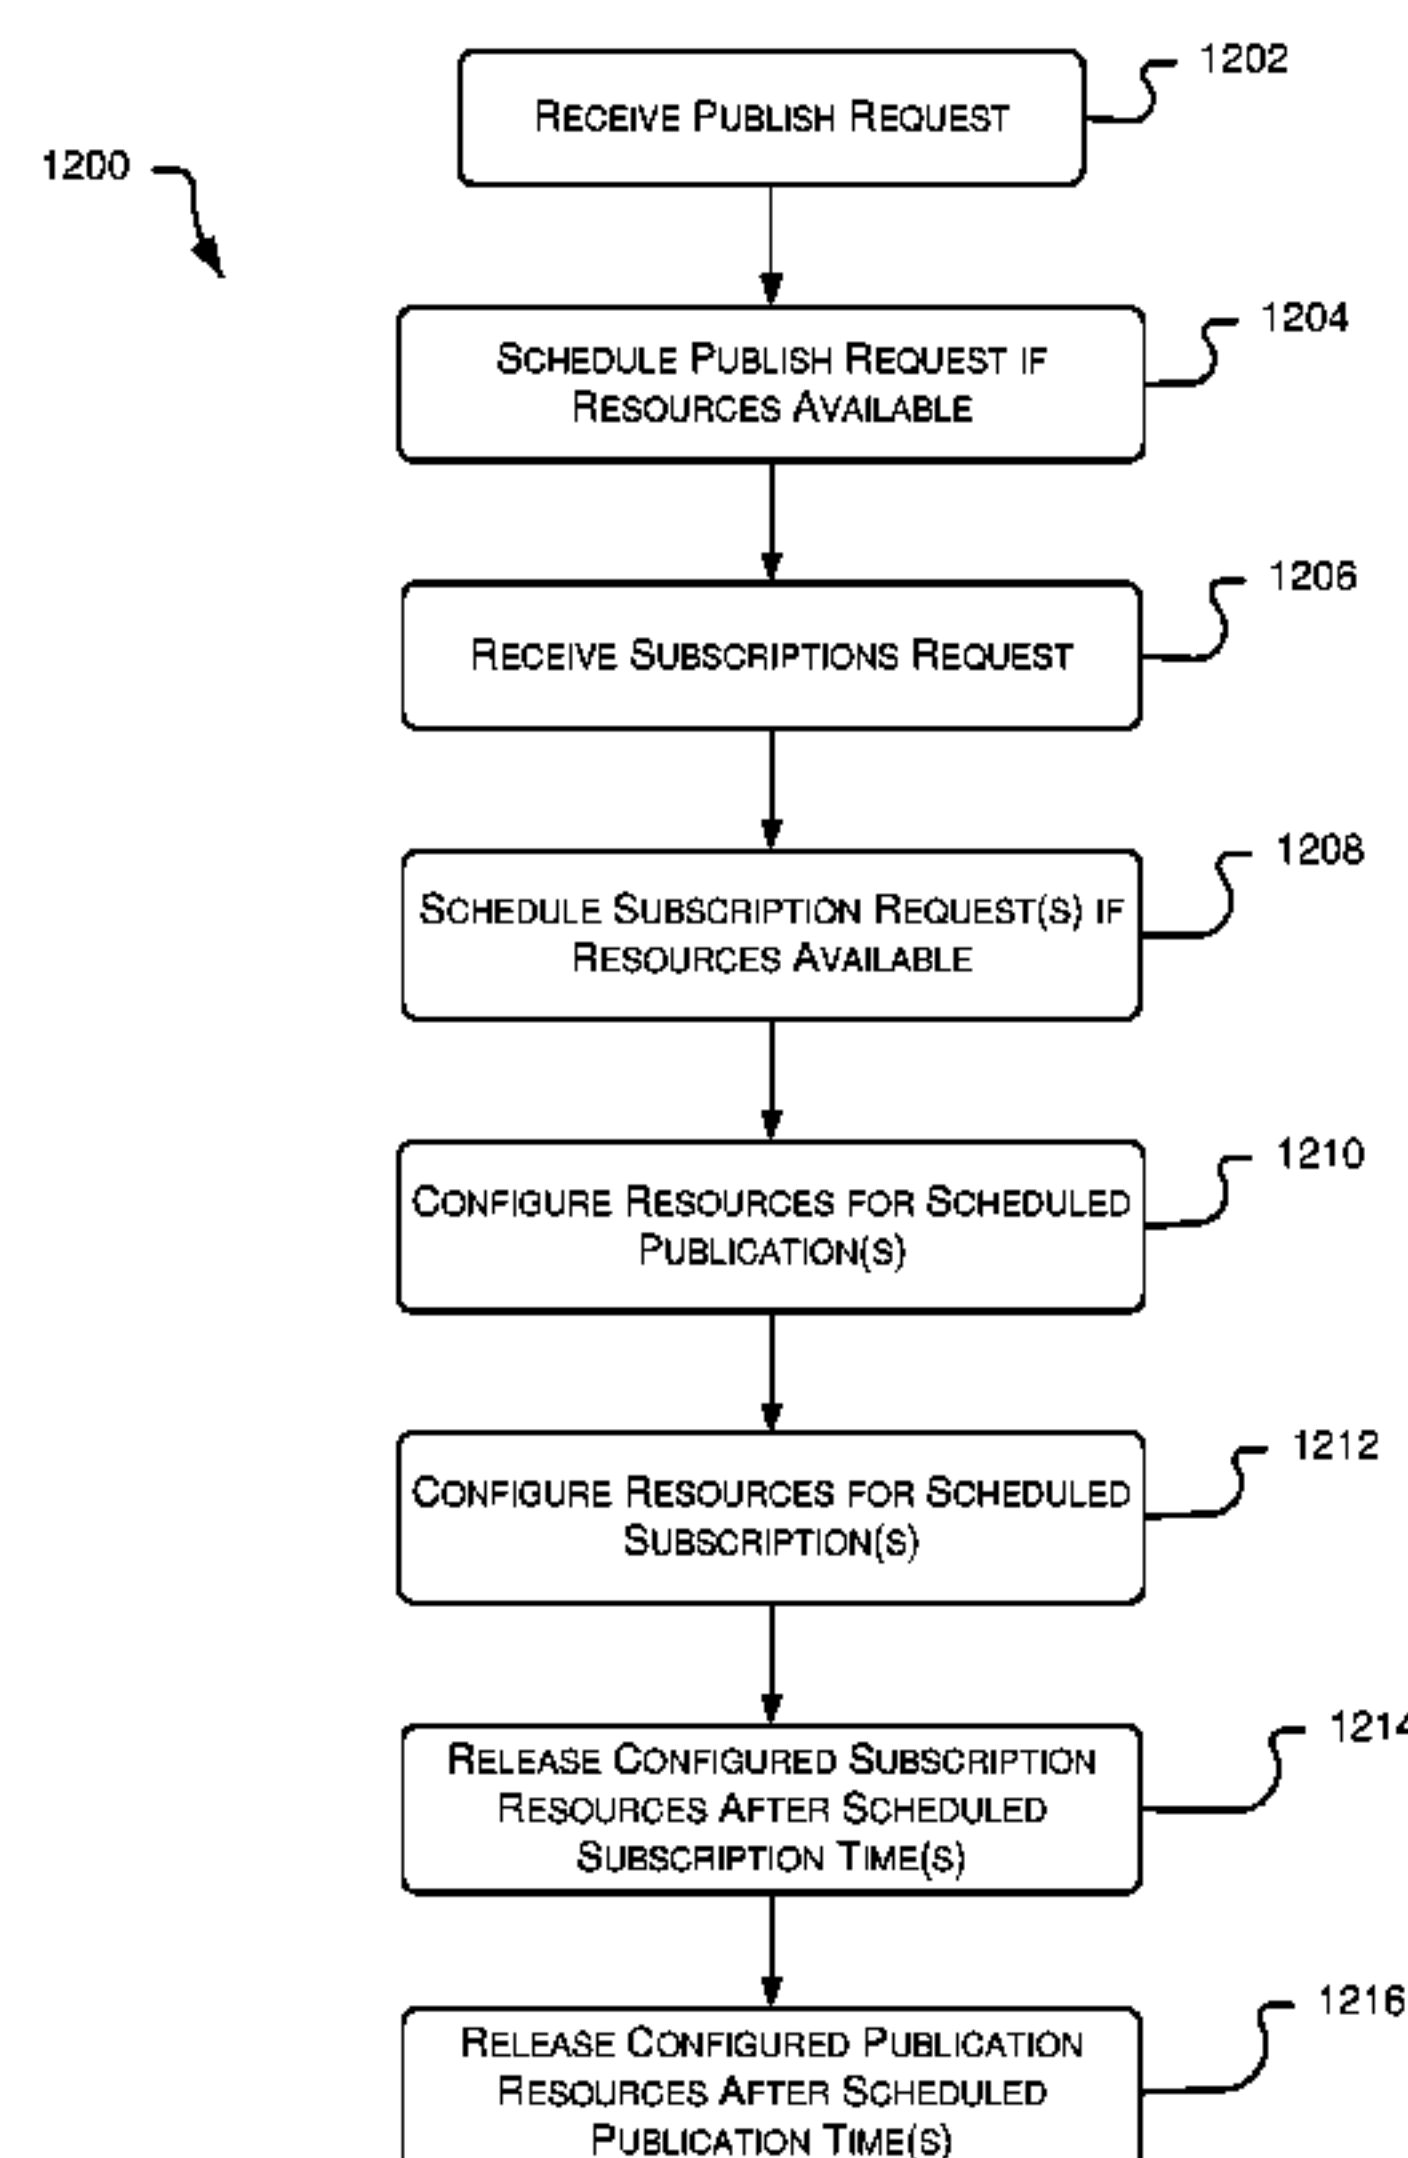 1202
RECEIVE PUBLISH REQUEST
1200
1204
SCHEDULE PUBLISH REQUEST IF
RESOURCES AVAILABLE
1206
RECEIVE SUBSCRIPTIONS REQUEST
1208
SCHEDULE SUBSCRIPTION REQUEST(S) IF
RESOURCES AVAILABLE
1210
CONFIGURE RESOURCES FOR SCHEDULED
PUBLICATION(S)
1212
CONFIGURE RESOURCES FOR SCHEDULED
SUBSCRIPTION(S)
1214
RELEASE CONFIGURED SUBSCRIPTION
RESOURCES AFTER SCHEDULED
SUBSCRIPTION TIME(S)
1216
RELEASE CONFIGURED PUBLICATION
RESOURCES AFTER SCHEDULED
PUBLICATION TIME(S)